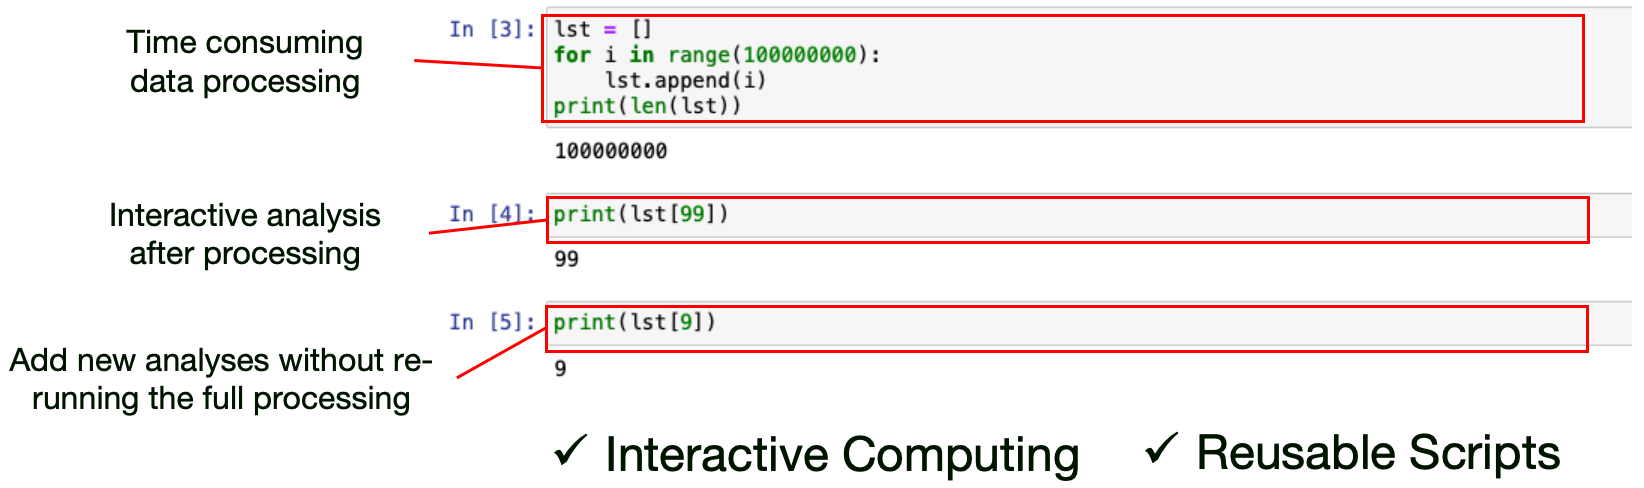 Time consuming
data processing
In [3]:
lst = []
for i in range(100000000):
    lst.append(i)
print(len(lst))
100000000
Interactive analysis
after processing
In [4]:
print(lst[99])
99
Add new analyses without re-
running the full processing
In [5]:
print(lst[9])
9
✓ Interactive Computing
✓ Reusable Scripts